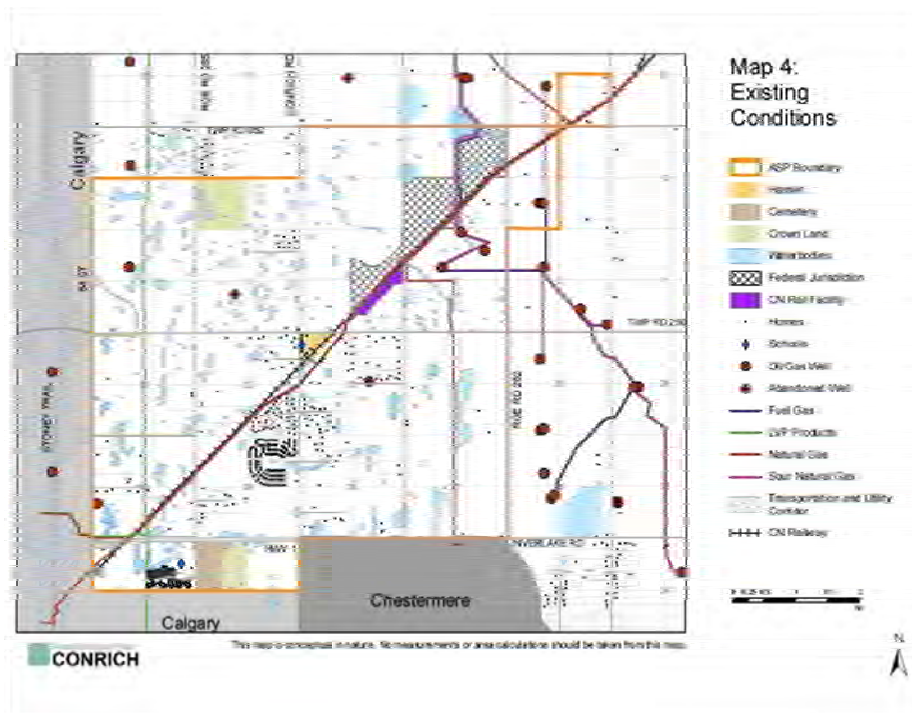 Map 4:
Existing
Conditions
Calgary
RGE RD 285
CONRICH RD
84 ST
STONEY TRAIL
TWP RD 250
RGE RD 282
HWY 1
Chestermere
Calgary
ASP Boundary
Hamlet
Cemetery
Crown Land
Waterbodies
Federal Jurisdiction
CN Rail Facility
Homes
Schools
Oil/Gas Well
Abandoned Well
Fuel Gas
LVP Products
Natural Gas
Sour Natural Gas
Transportation and Utility
Corridor
CN Railway
N
This map is conceptual in nature. No measurements or area calculations should be taken from this map.
CONRICH